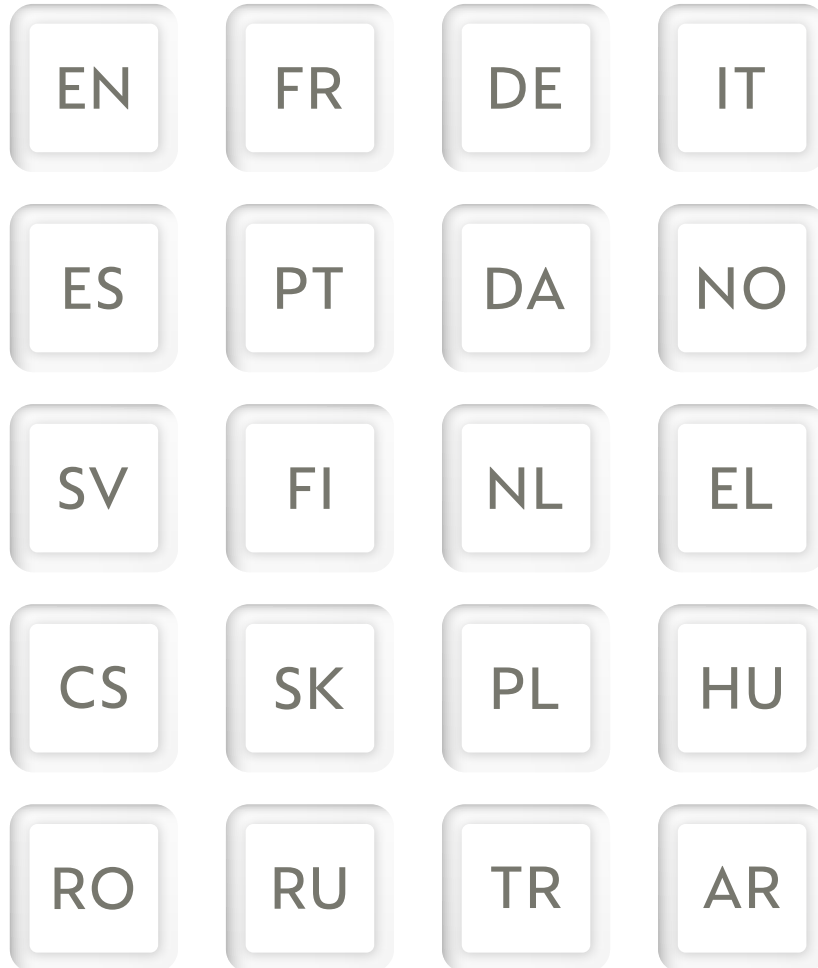 EN FR DE IT
ES PT DA NO
SV FI NL EL
CS SK PL HU
RO RU TR AR